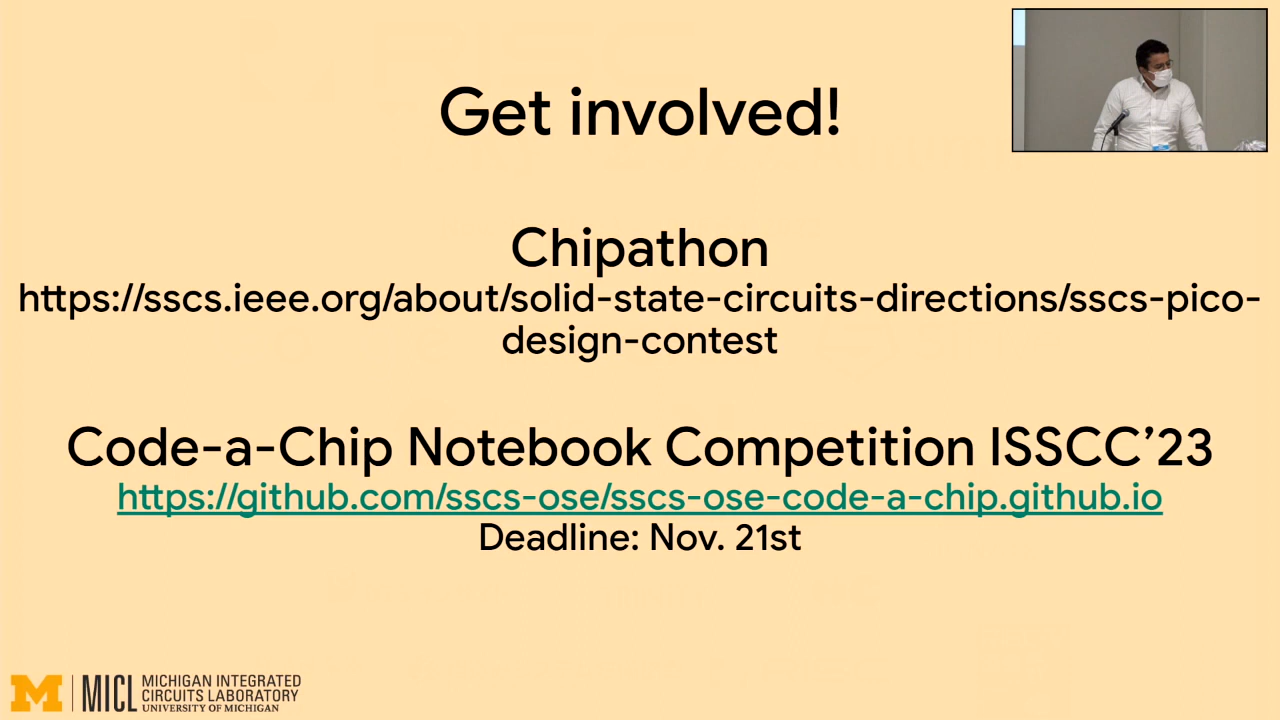 Get involved!
Chipathon
https://sscs.ieee.org/about/solid-state-circuits-directions/sscs-pico-
design-contest
Code-a-Chip Notebook Competition ISSCC’23
https://github.com/sscs-ose/sscs-ose-code-a-chip.github.io
Deadline: Nov. 21st
M MICL MICHIGAN INTEGRATED
CIRCUITS LABORATORY
UNIVERSITY OF MICHIGAN